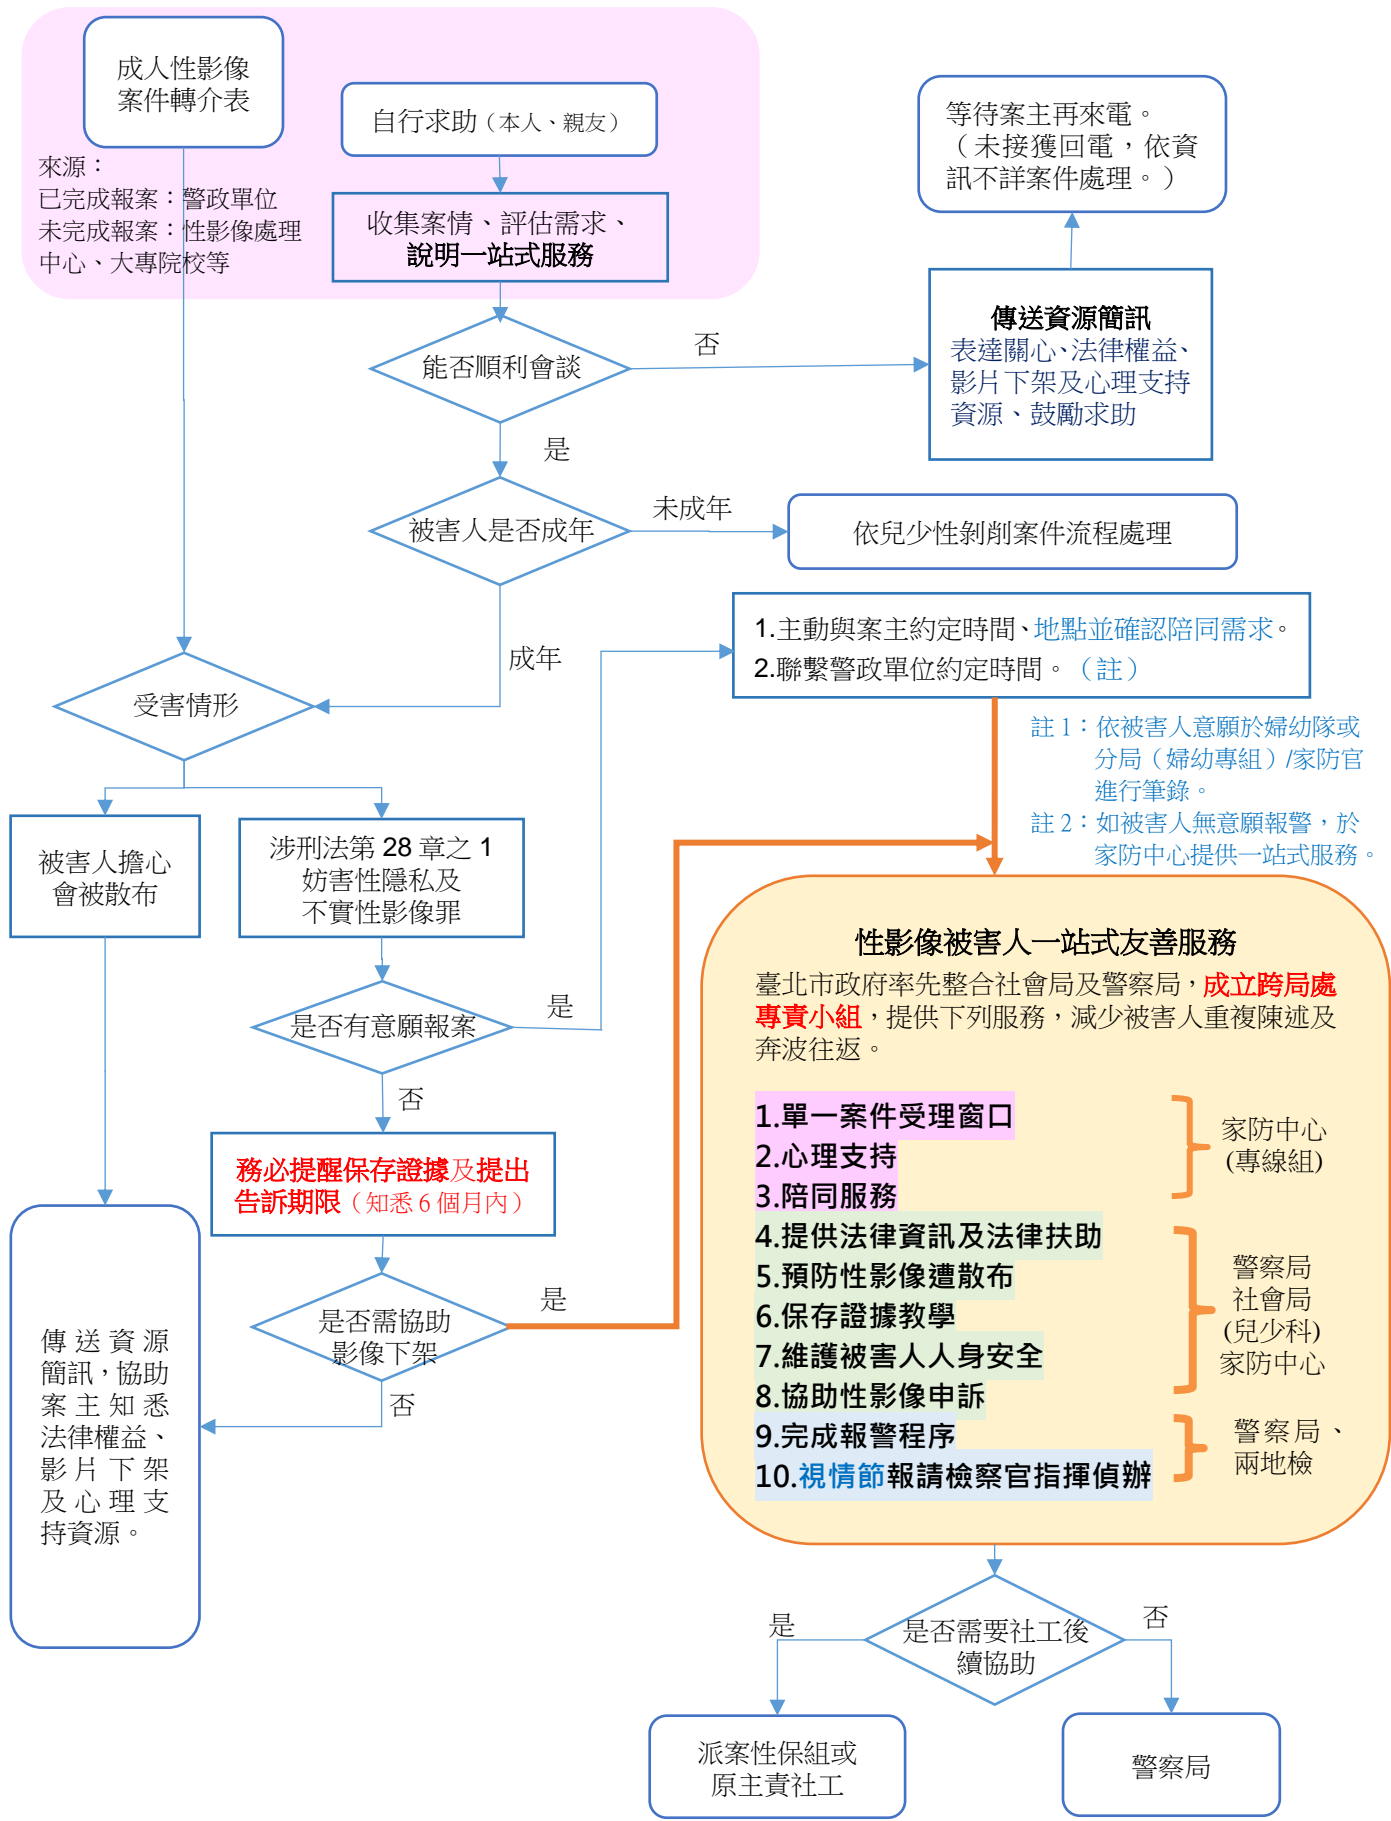 成人性影像
案件轉介表
來源：
已完成報案：警政單位
未完成報案：性影像處理
中心、大專院校等
自行求助（本人、親友）
收集案情、評估需求、
說明一站式服務
等待案主再來電。
（未接獲回電，依資
訊不詳案件處理。）
傳送資源簡訊
表達關心、法律權益、
影片下架及心理支持
資源、鼓勵求助
能否順利會談
否
是
被害人是否成年
未成年
依兒少性剝削案件流程處理
成年
受害情形
1.主動與案主約定時間、地點並確認陪同需求。
2.聯繫警政單位約定時間。（註）
註 1：依被害人意願於婦幼隊或
分局（婦幼專組）/家防官
進行筆錄。
註 2：如被害人無意願報警，於
家防中心提供一站式服務。
被害人擔心
會被散布
涉刑法第 28 章之 1
妨害性隱私及
不實性影像罪
是否有意願報案
是
否
務必提醒保存證據及提出
告訴期限（知悉 6 個月內）
是否需協助
影像下架
是
否
傳送資源
簡訊，協助
案主知悉
法律權益、
影片下架
及心理支
持資源。
性影像被害人一站式友善服務
臺北市政府率先整合社會局及警察局，成立跨局處
專責小組，提供下列服務，減少被害人重複陳述及
奔波往返。
1.單一案件受理窗口
2.心理支持
3.陪同服務
家防中心
(專線組)
4.提供法律資訊及法律扶助
5.預防性影像遭散布
6.保存證據教學
7.維護被害人人身安全
8.協助性影像申訴
警察局
社會局
(兒少科)
家防中心
9.完成報警程序
10.視情節報請檢察官指揮偵辦
警察局、
兩地檢
是否需要社工後
續協助
是
否
派案性保組或
原主責社工
警察局